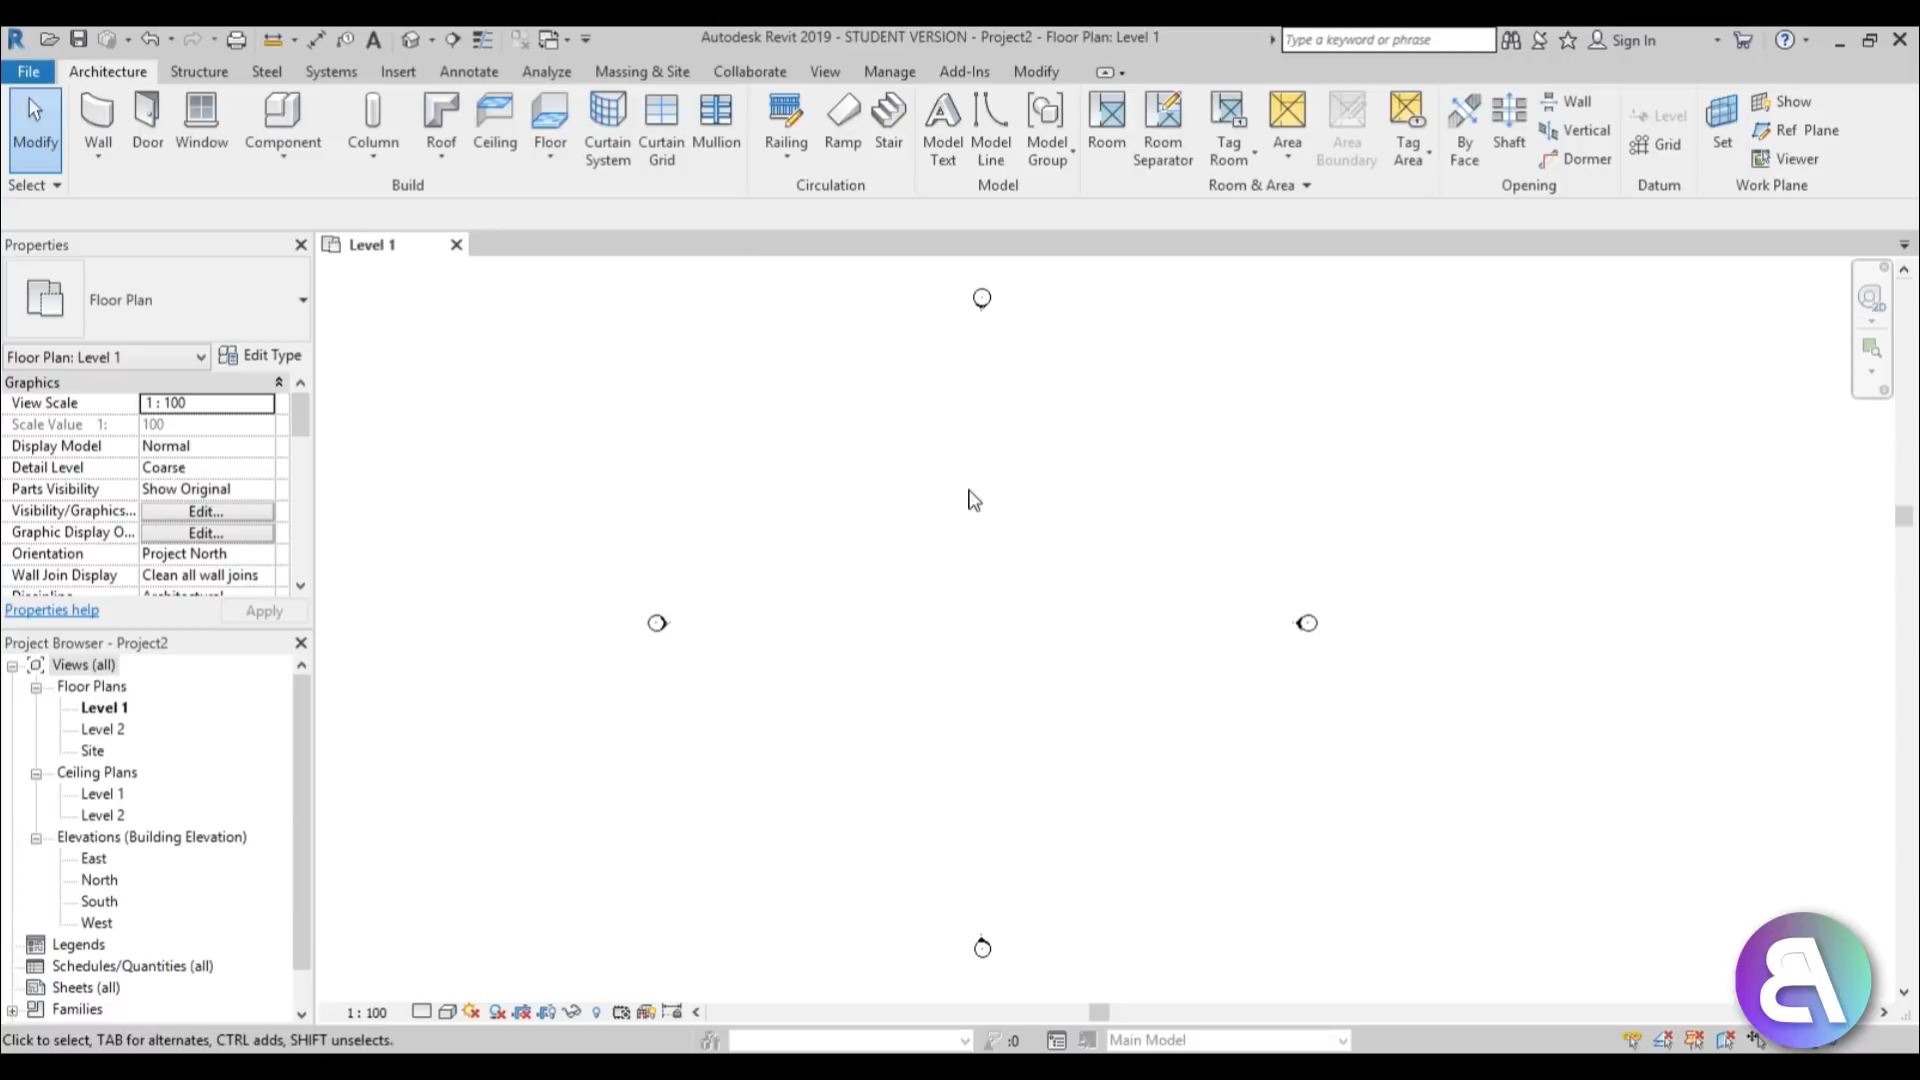 Autodesk Revit 2019 - STUDENT VERSION - Project2 - Floor Plan: Level 1
Type a keyword or phrase
Sign In
File Architecture Structure Steel Systems Insert Annotate Analyze Massing & Site Collaborate View Manage Add-Ins Modify
Modify
Wall
Door
Window
Component
Column
Roof
Ceiling
Floor
Curtain System
Curtain Grid
Mullion
Railing
Ramp
Stair
Model Text
Model Line
Model Group
Room
Room Separator
Tag Room
Area
Area Boundary
Tag Area
By Face
Shaft
Wall
Vertical
Dormer
Level
Grid
Set
Show
Ref Plane
Viewer
Select Build Circulation Model Room & Area Opening Datum Work Plane
Properties
Level 1
Floor Plan
Floor Plan: Level 1
Edit Type
Graphics
View Scale 1 : 100
Scale Value 1: 100
Display Model Normal
Detail Level Coarse
Parts Visibility Show Original
Visibility/Graphics... Edit...
Graphic Display O... Edit...
Orientation Project North
Wall Join Display Clean all wall joins
Properties help
Apply
Project Browser - Project2
Views (all)
Floor Plans
Level 1
Level 2
Site
Ceiling Plans
Level 1
Level 2
Elevations (Building Elevation)
East
North
South
West
Legends
Schedules/Quantities (all)
Sheets (all)
Families
1 : 100
Click to select, TAB for alternates, CTRL adds, SHIFT unselects.
:0
Main Model
2D